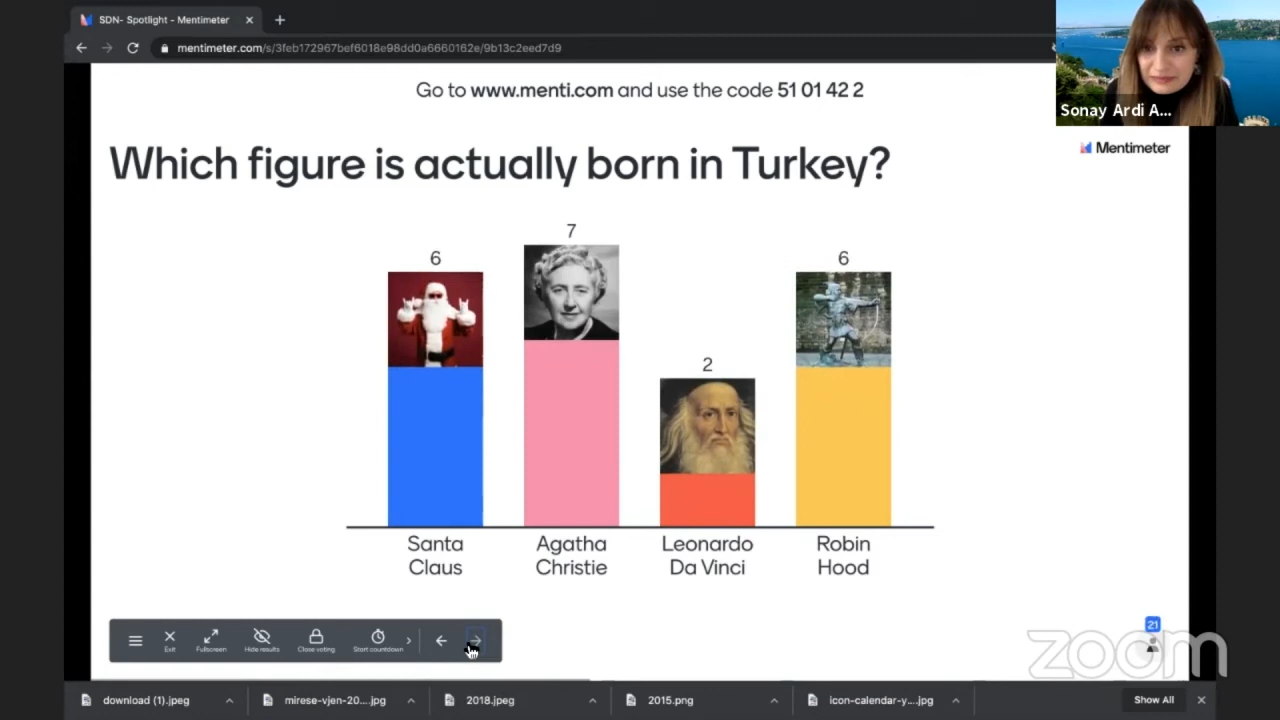 SDN- Spotlight - Mentimeter
mentimeter.com/s/3feb172967bef6018e98dd0a6660162e/9b13c2eed7d9
Go to www.menti.com and use the code 51 01 42 2
Sonay Ardi A...
Mentimeter
Which figure is actually born in Turkey?
6
7
2
6
Santa Claus
Agatha Christie
Leonardo Da Vinci
Robin Hood
Exit
Fullscreen
Hide results
Close voting
Start countdown
21
zoom
download (1).jpeg
mirese-vjen-20....jpg
2018.jpeg
2015.png
icon-calendar-y....jpg
Show All